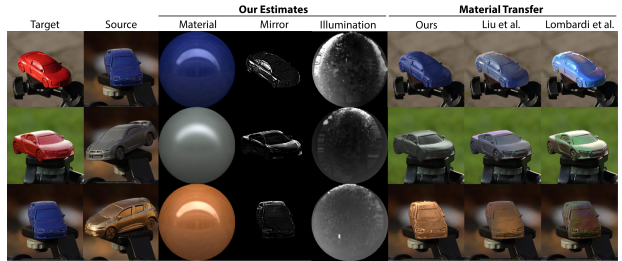 Our Estimates
Material Transfer
Target
Source
Material
Mirror
Illumination
Ours
Liu et al.
Lombardi et al.